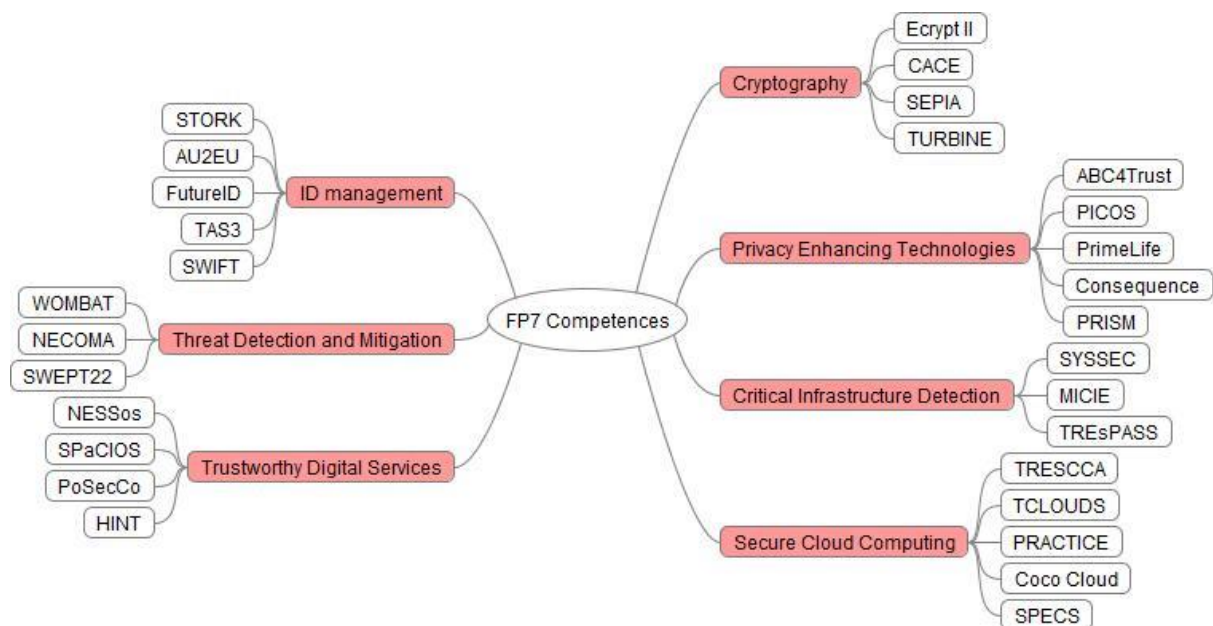 FP7 Competences
ID management
STORK
AU2EU
FutureID
TAS3
SWIFT
Threat Detection and Mitigation
WOMBAT
NECOMA
SWEPT22
Trustworthy Digital Services
NESSos
SPaCIOS
PoSecCo
HINT
Cryptography
Ecrypt II
CACE
SEPIA
TURBINE
Privacy Enhancing Technologies
ABC4Trust
PICOS
PrimeLife
Consequence
PRISM
Critical Infrastructure Detection
SYSSEC
MICIE
TREsPASS
Secure Cloud Computing
TRESCCA
TCLOUDS
PRACTICE
Coco Cloud
SPECS